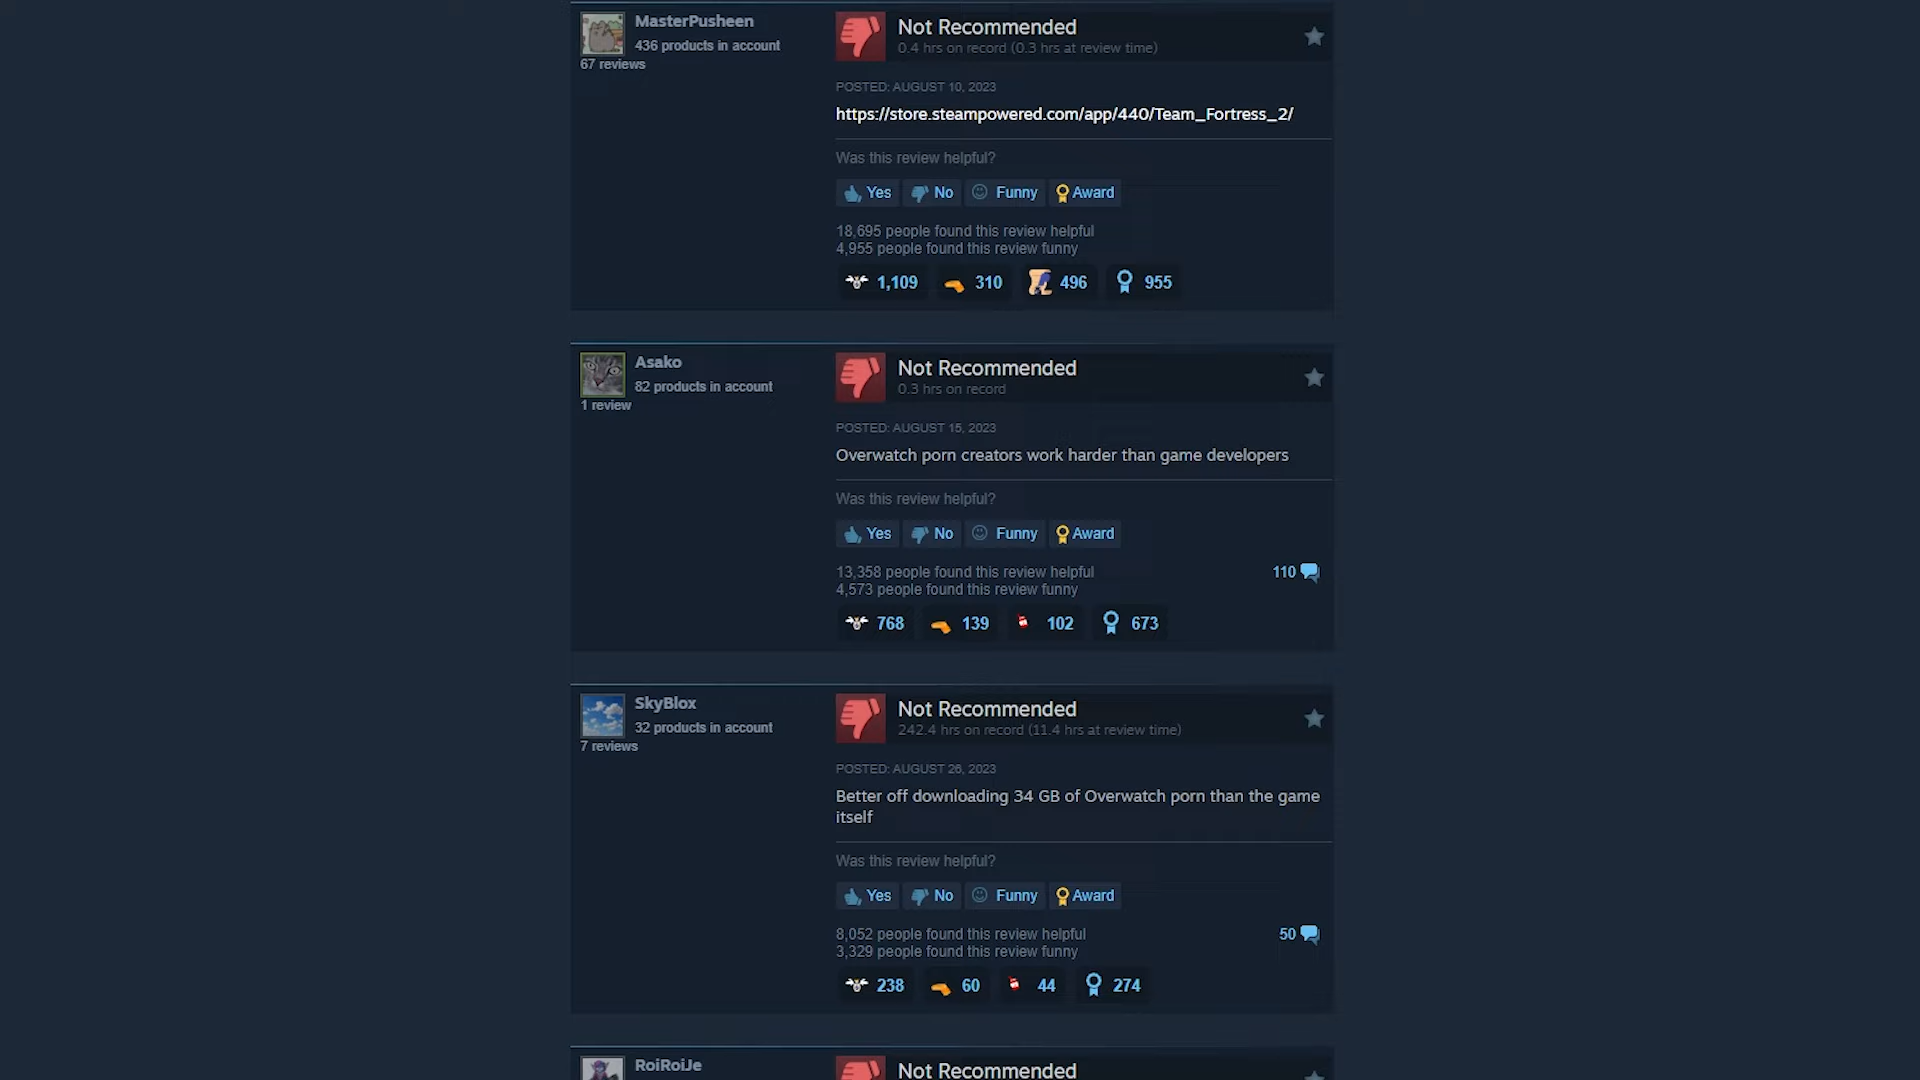 MasterPusheen
436 products in account
67 reviews
Not Recommended
0.4 hrs on record (0.3 hrs at review time)
POSTED: AUGUST 10, 2023
https://store.steampowered.com/app/440/Team_Fortress_2/
Was this review helpful?
Yes No Funny Award
18,695 people found this review helpful
4,955 people found this review funny
1,109 310 496 955
Asako
82 products in account
1 review
Not Recommended
0.3 hrs on record
POSTED: AUGUST 15, 2023
Overwatch porn creators work harder than game developers
Was this review helpful?
Yes No Funny Award
13,358 people found this review helpful
110
4,573 people found this review funny
768 139 102 673
SkyBlox
32 products in account
7 reviews
Not Recommended
242.4 hrs on record (11.4 hrs at review time)
POSTED: AUGUST 26, 2023
Better off downloading 34 GB of Overwatch porn than the game
itself
Was this review helpful?
Yes No Funny Award
8,052 people found this review helpful
50
3,329 people found this review funny
238 60 44 274
RoiRoiJe
Not Recommended